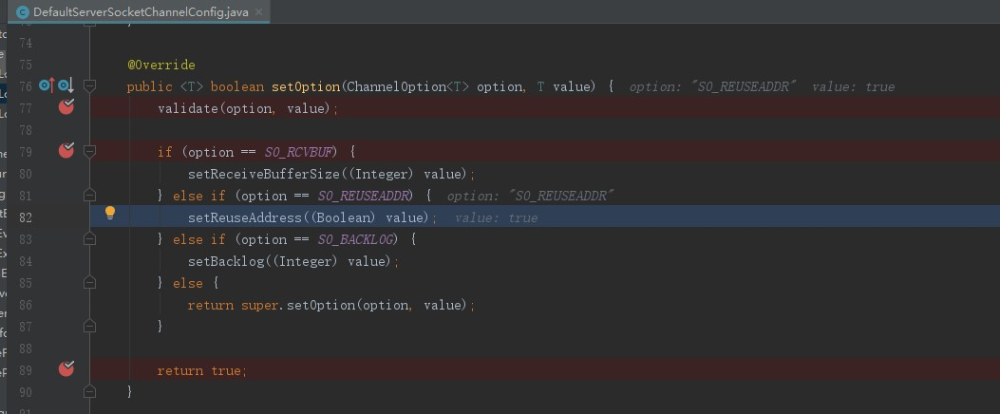 DefaultServerSocketChannelConfig.java ×
74
75 @Override
76 public <T> boolean setOption(ChannelOption<T> option, T value) { option: "SO_REUSEADDR" value: true
77 validate(option, value);
78
79 if (option == SO_RCVBUF) {
80 setReceiveBufferSize((Integer) value);
81 } else if (option == SO_REUSEADDR) { option: "SO_REUSEADDR"
82 setReuseAddress((Boolean) value); value: true
83 } else if (option == SO_BACKLOG) {
84 setBacklog((Integer) value);
85 } else {
86 return super.setOption(option, value);
87 }
88
89 return true;
90 }